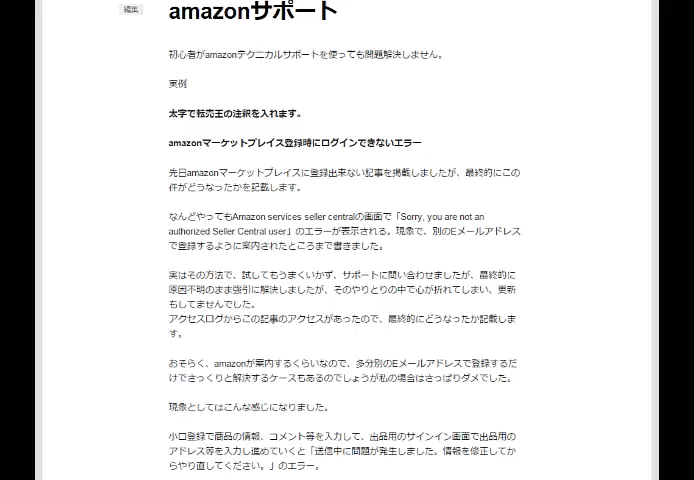 編集
amazonサポート
初心者がamazonテクニカルサポートを使っても問題解決しません。
実例
太字で転売王の注釈を入れます。
amazonマーケットプレイス登録時にログインできないエラー
先日amazonマーケットプレイスに登録出来ない記事を掲載しましたが、最終的にこの
件がどうなったかを記載します。
なんどやってもAmazon services seller centralの画面で「Sorry, you are not an
authorized Seller Central user」のエラーが表示される。現象で、別のEメールアドレス
で登録するように案内されたところまで書きました。
実はその方法で、試してもうまくいかず、サポートに問い合わせましたが、最終的に
原因不明のまま強引に解決しましたが、そのやりとりの中で心が折れてしまい、更新
もしてませんでした。
アクセスログからこの記事のアクセスがあったので、最終的にどうなったか記載しま
す。
おそらく、amazonが案内するくらいなので、多分別のEメールアドレスで登録するだ
けでさっくりと解決するケースもあるのでしょうが私の場合はさっぱりダメでした。
現象としてはこんな感じになりました。
小口登録で商品の情報、コメント等を入力して、出品用のサインイン画面で出品用の
アドレス等を入力し進めていくと「送信中に問題が発生しました。情報を修正してか
らやり直してください。」のエラー。